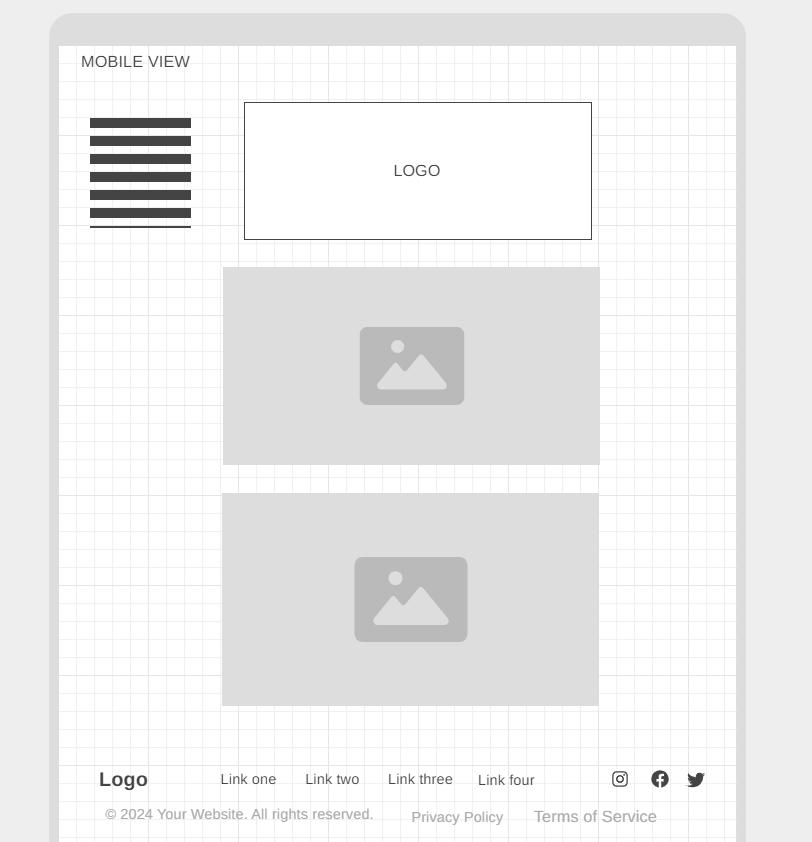 MOBILE VIEW
LOGO
Logo Link one Link two Link three Link four
© 2024 Your Website. All rights reserved. Privacy Policy Terms of Service